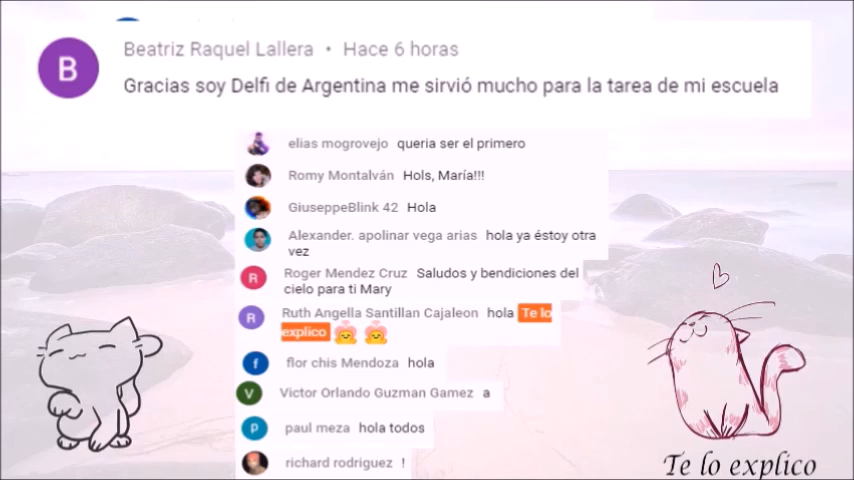 B Beatriz Raquel Lallera • Hace 6 horas
Gracias soy Delfi de Argentina me sirvió mucho para la tarea de mi escuela
elias mogrovejo queria ser el primero
Romy Montalván Hols, María!!!
GiuseppeBlink 42 Hola
Alexander. apolinar vega arias hola ya éstoy otra
vez
R Roger Mendez Cruz Saludos y bendiciones del
cielo para ti Mary
R Ruth Angella Santillan Cajaleon hola Te lo
explico
f flor chis Mendoza hola
V Victor Orlando Guzman Gamez a
P paul meza hola todos
richard rodriguez !
Te lo explico